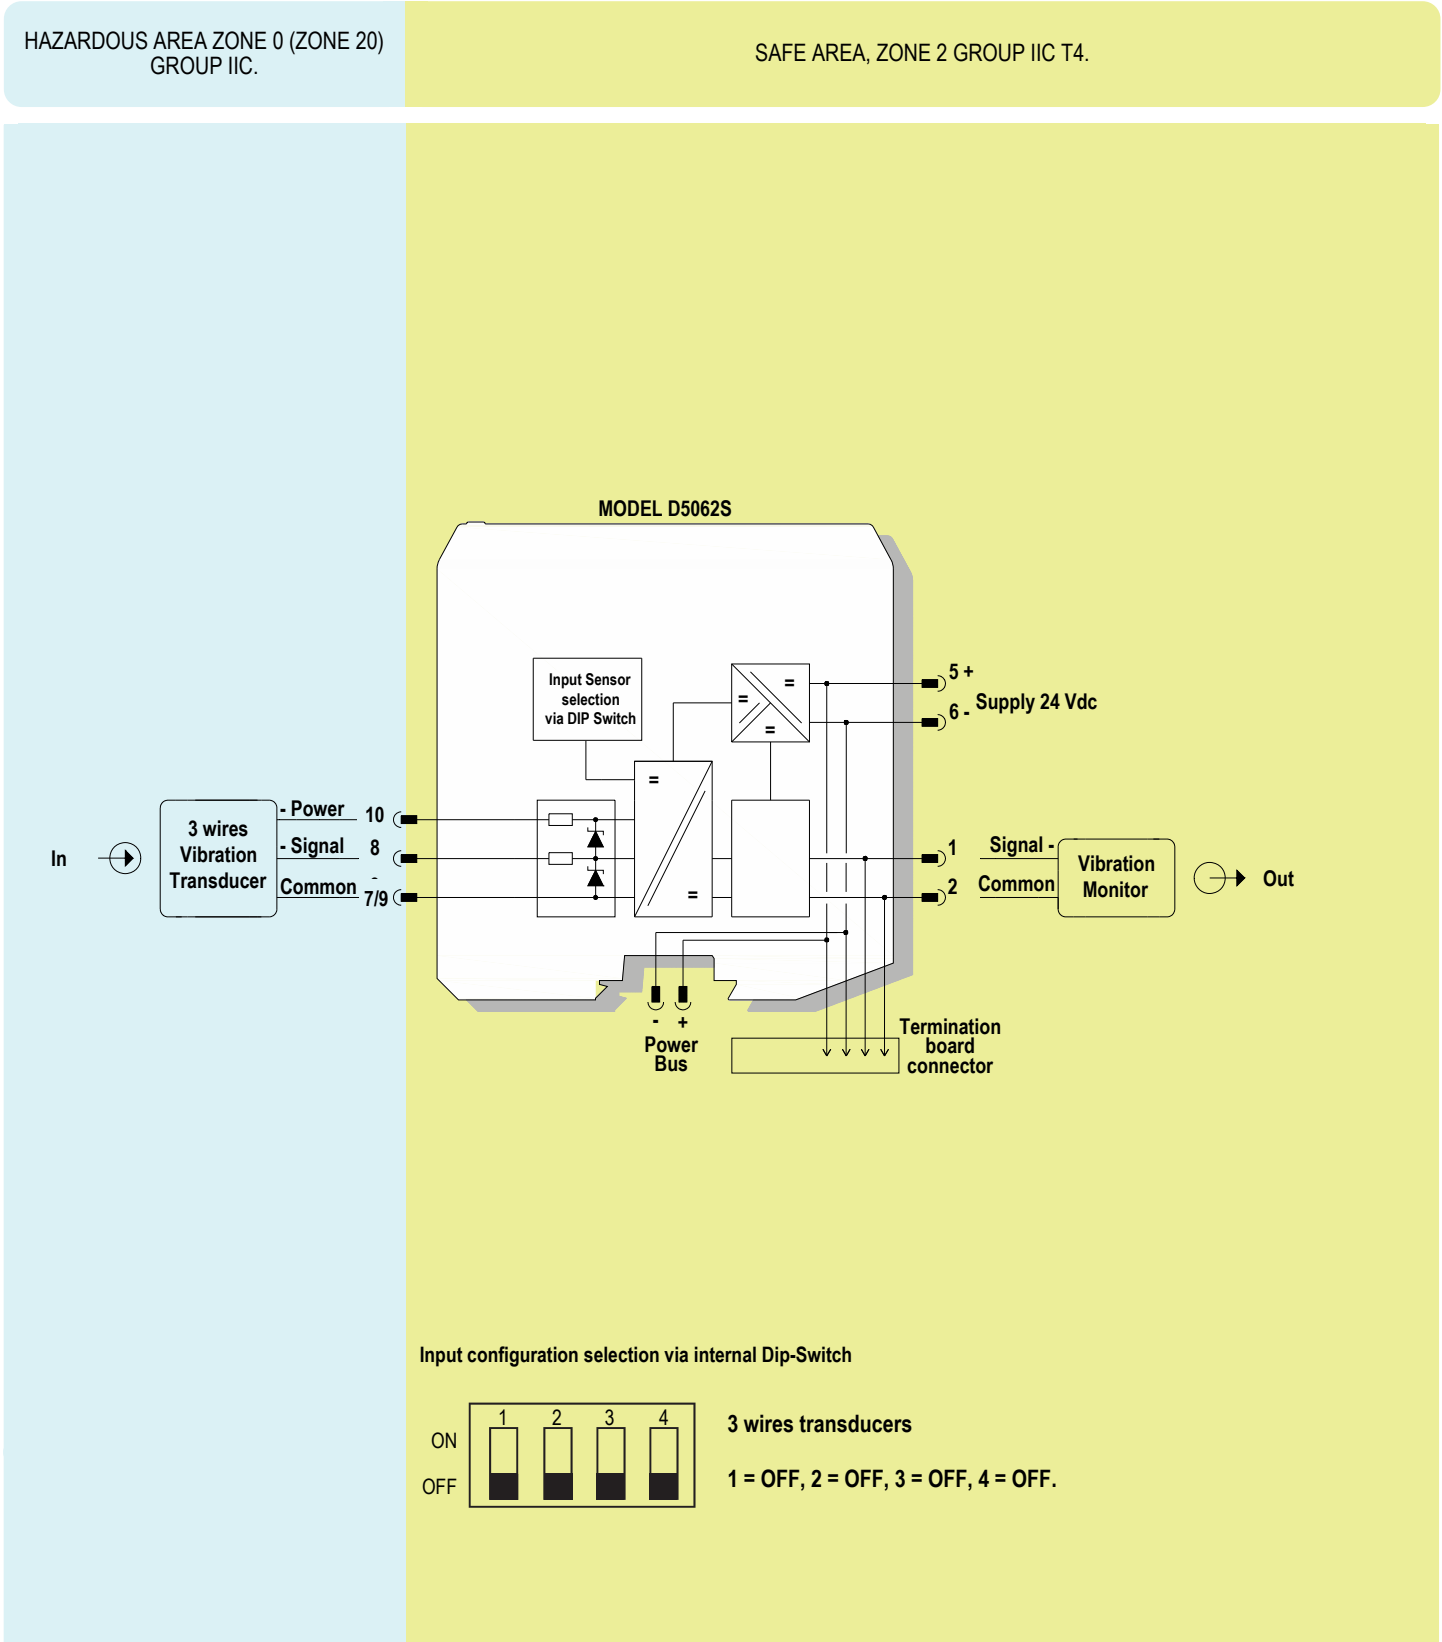 HAZARDOUS AREA ZONE 0 (ZONE 20)
GROUP IIC.
SAFE AREA, ZONE 2 GROUP IIC T4.
MODEL D5062S
Input Sensor
selection
via DIP Switch
=
=
=
=
=
5 +
6 -
Supply 24 Vdc
In
3 wires
Vibration
Transducer
- Power
10
- Signal
8
Common
-
7/9
1
Signal -
2
Common
Vibration
Monitor
Out
- +
Power
Bus
Termination
board
connector
Input configuration selection via internal Dip-Switch
ON
OFF
1 2 3 4
3 wires transducers
1 = OFF, 2 = OFF, 3 = OFF, 4 = OFF.